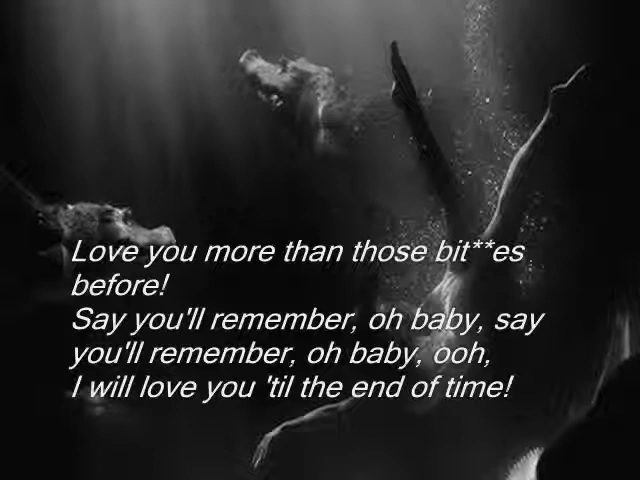 Love you more than those bit**es
before!
Say you'll remember, oh baby, say
you'll remember, oh baby, ooh,
I will love you 'til the end of time!